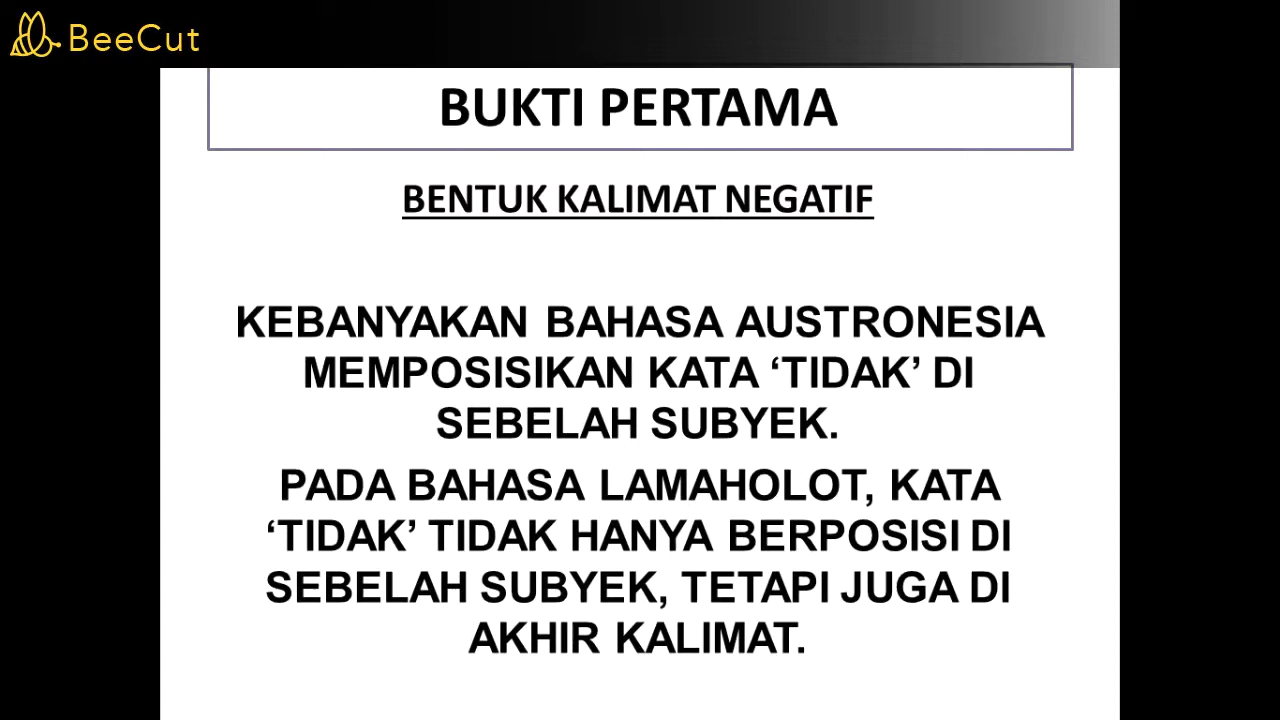 BeeCut
BUKTI PERTAMA
BENTUK KALIMAT NEGATIF
KEBANYAKAN BAHASA AUSTRONESIA
MEMPOSISIKAN KATA ‘TIDAK’ DI
SEBELAH SUBYEK.
PADA BAHASA LAMAHOLOT, KATA
‘TIDAK’ TIDAK HANYA BERPOSISI DI
SEBELAH SUBYEK, TETAPI JUGA DI
AKHIR KALIMAT.